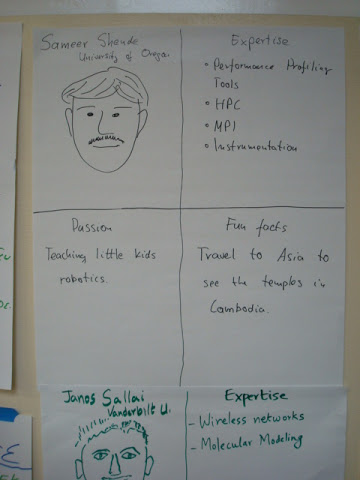 Sameer Shende
University of Oregon
Expertise
• Performance Profiling
Tools
• HPC
• MPI
• Instrumentation
Passion
Teaching little kids
robotics.
Fun facts
Travel to Asia to
see the temples in
Cambodia.
Janos Sallai
Vanderbilt U.
Expertise
- Wireless networks
- Molecular Modeling